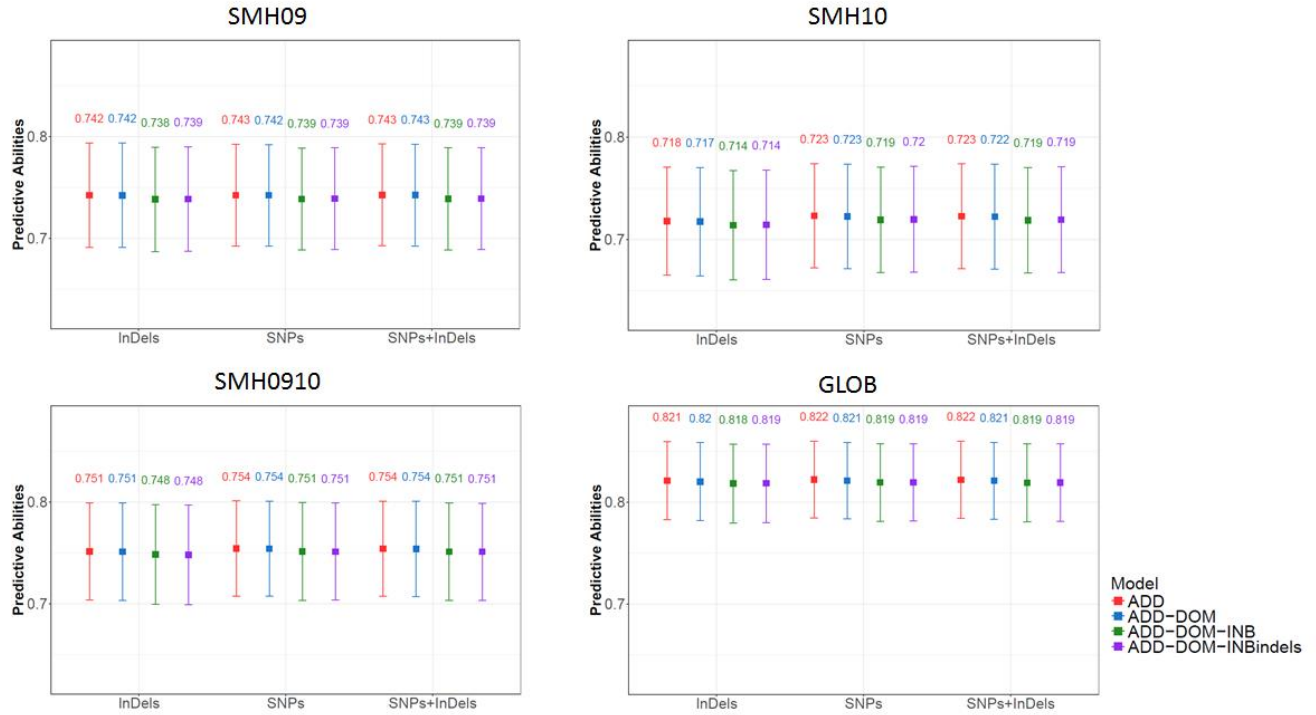 SMH09
Predictive Abilities
0.8
0.7
0.742 0.742 0.738 0.739 0.743 0.742 0.739 0.739 0.743 0.743 0.739 0.739
InDels SNPs SNPs+InDels
SMH10
Predictive Abilities
0.8
0.7
0.718 0.717 0.714 0.714 0.723 0.723 0.719 0.72 0.723 0.722 0.719 0.719
InDels SNPs SNPs+InDels
SMH0910
Predictive Abilities
0.8
0.7
0.751 0.751 0.748 0.748 0.754 0.754 0.751 0.751 0.754 0.754 0.751 0.751
InDels SNPs SNPs+InDels
GLOB
Predictive Abilities
0.8
0.7
0.821 0.82 0.818 0.819 0.822 0.821 0.819 0.819 0.822 0.821 0.819 0.819
InDels SNPs SNPs+InDels
Model
ADD
ADD-DOM
ADD-DOM-INB
ADD-DOM-INBindels